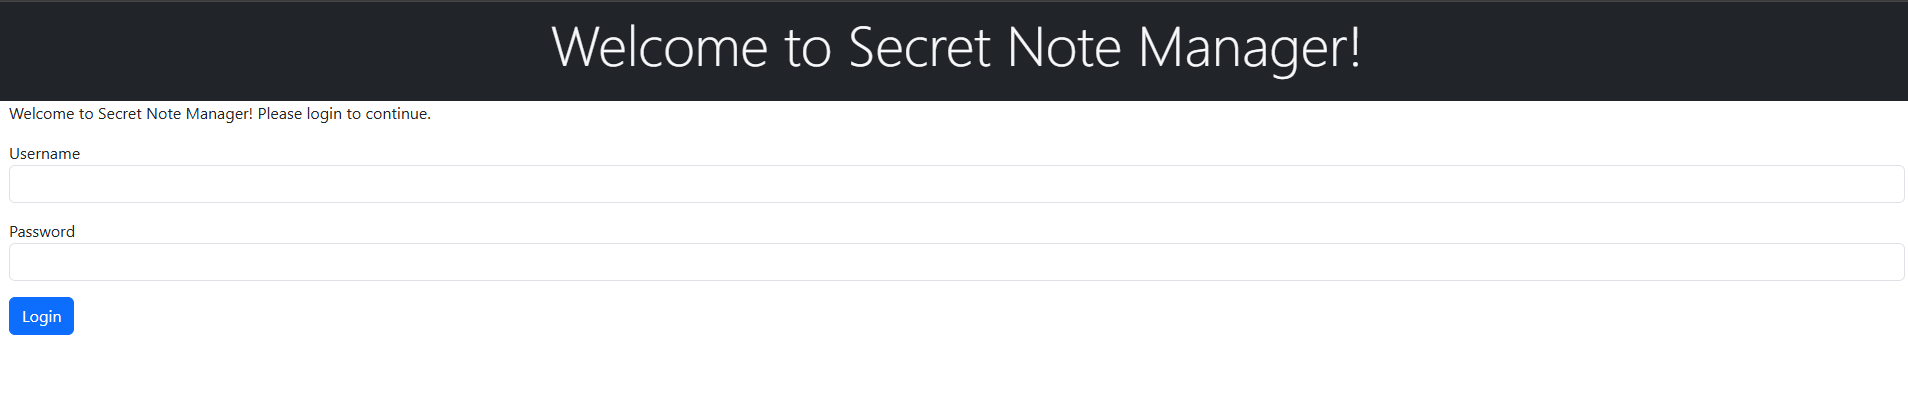 Welcome to Secret Note Manager!
Welcome to Secret Note Manager! Please login to continue.
Username
Password
Login